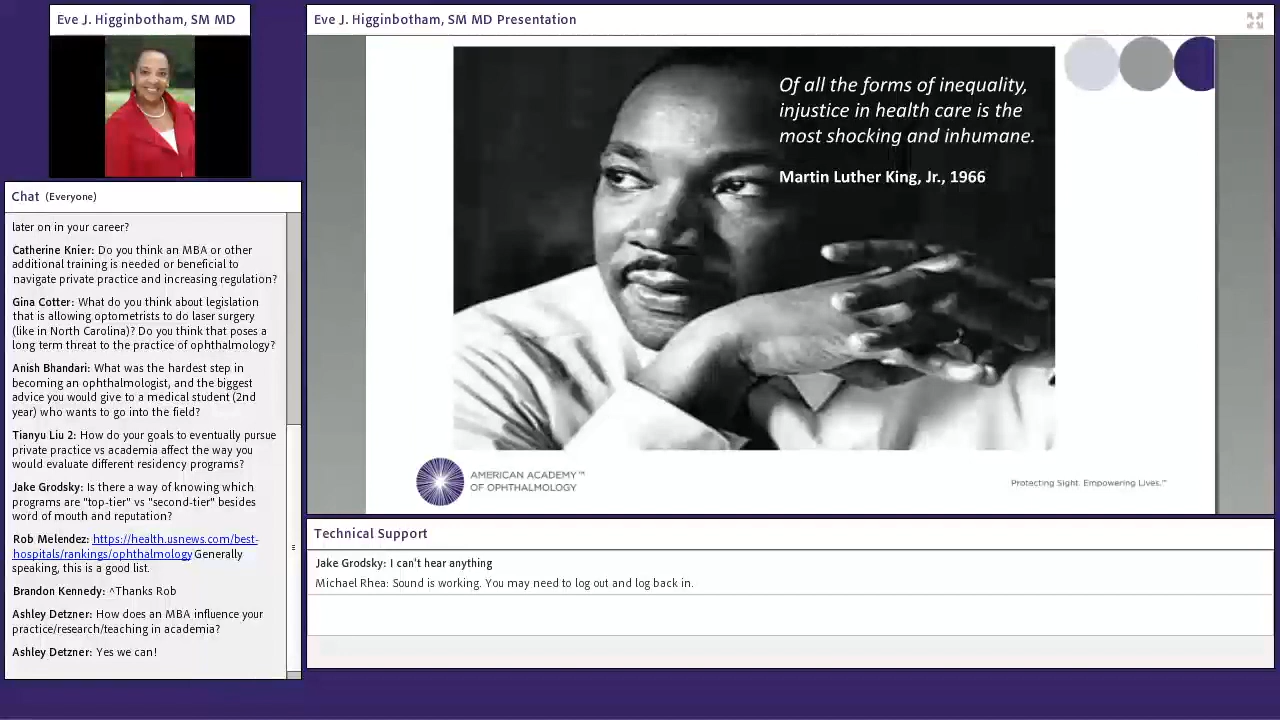 Eve J. Higginbotham, SM MD
Eve J. Higginbotham, SM MD Presentation
Of all the forms of inequality,
injustice in health care is the
most shocking and inhumane.
Martin Luther King, Jr., 1966
AMERICAN ACADEMY™
OF OPHTHALMOLOGY
Protecting Sight. Empowering Lives.™
Chat (Everyone)
later on in your career?
Catherine Knier: Do you think an MBA or other
additional training is needed or beneficial to
navigate private practice and increasing regulation?
Gina Cotter: What do you think about legislation
that is allowing optometrists to do laser surgery
(like in North Carolina)? Do you think that poses a
long term threat to the practice of ophthalmology?
Anish Bhandari: What was the hardest step in
becoming an ophthalmologist, and the biggest
advice you would give to a medical student (2nd
year) who wants to go into the field?
Tianyu Liu 2: How do your goals to eventually pursue
private practice vs academia affect the way you
would evaluate different residency programs?
Jake Grodsky: Is there a way of knowing which
programs are "top-tier" vs "second-tier" besides
word of mouth and reputation?
Rob Melendez: https://health.usnews.com/best-
hospitals/rankings/ophthalmology Generally
speaking, this is a good list.
Brandon Kennedy: ^Thanks Rob
Ashley Detzner: How does an MBA influence your
practice/research/teaching in academia?
Ashley Detzner: Yes we can!
Technical Support
Jake Grodsky: I can't hear anything
Michael Rhea: Sound is working. You may need to log out and log back in.